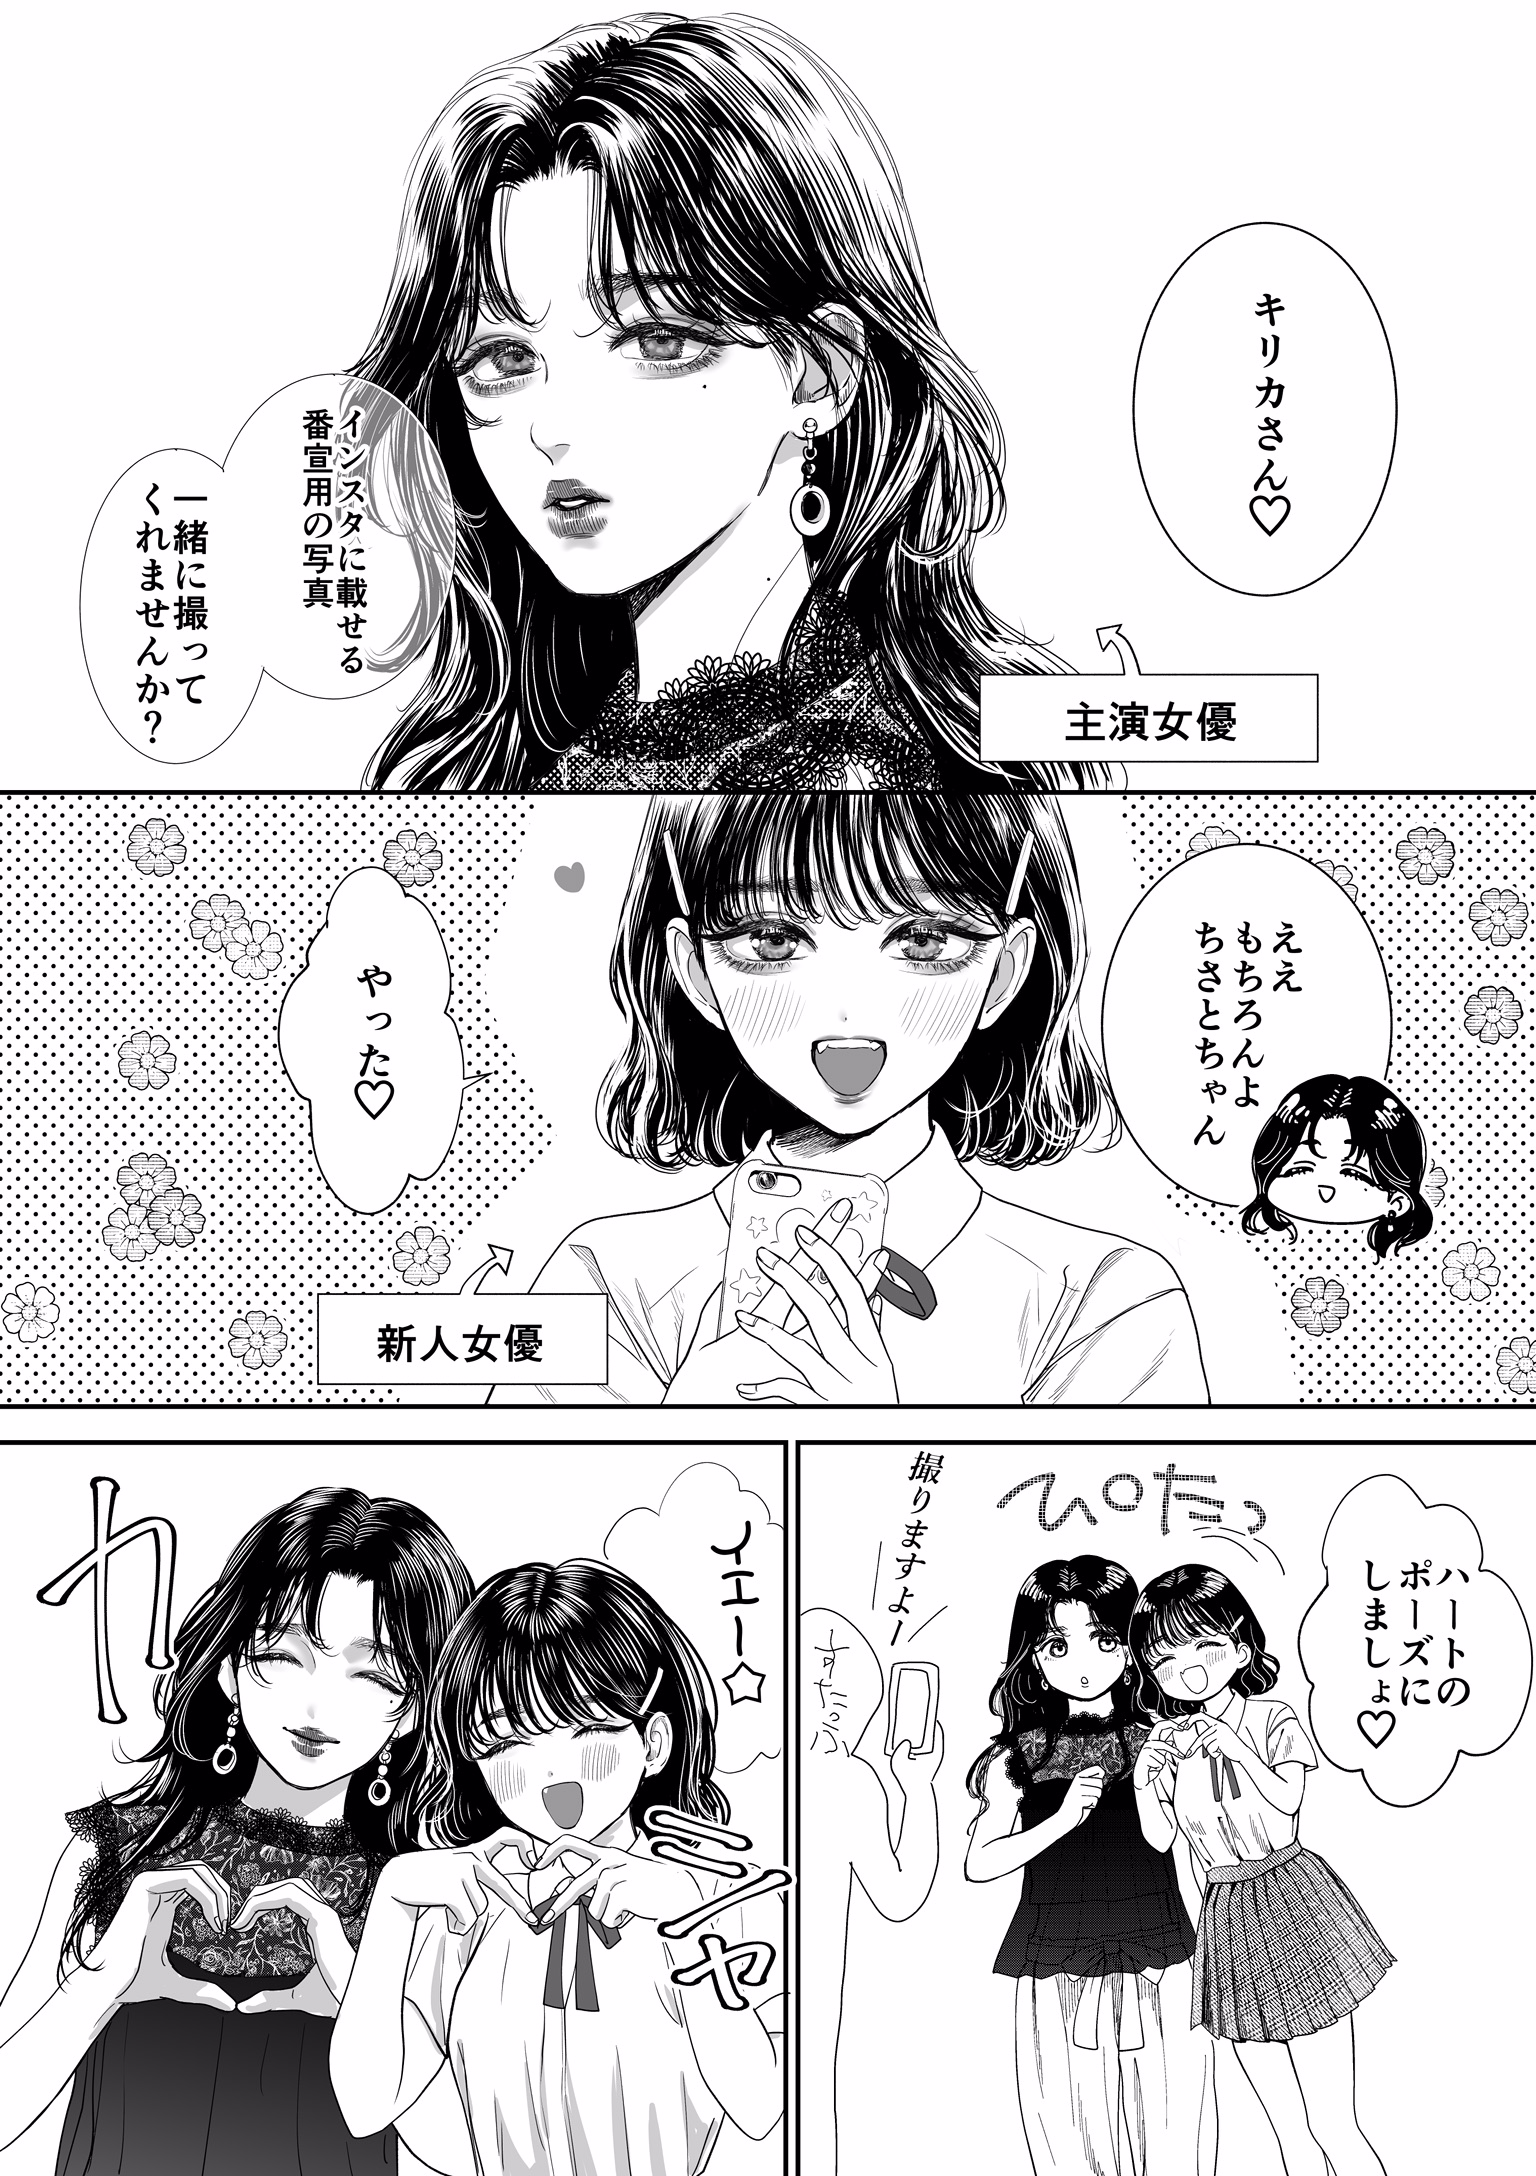 キリカさん♡
主演女優
インスタに載せる
番宣用の写真
一緒に撮って
くれませんか?
ええ
もちろんよ
ちさとちゃん
やった♡
新人女優
ハートの
ポーズに
しましょ♡
ぴたっ
撮りますよー
すたっふ
イエー☆
カ
シャ